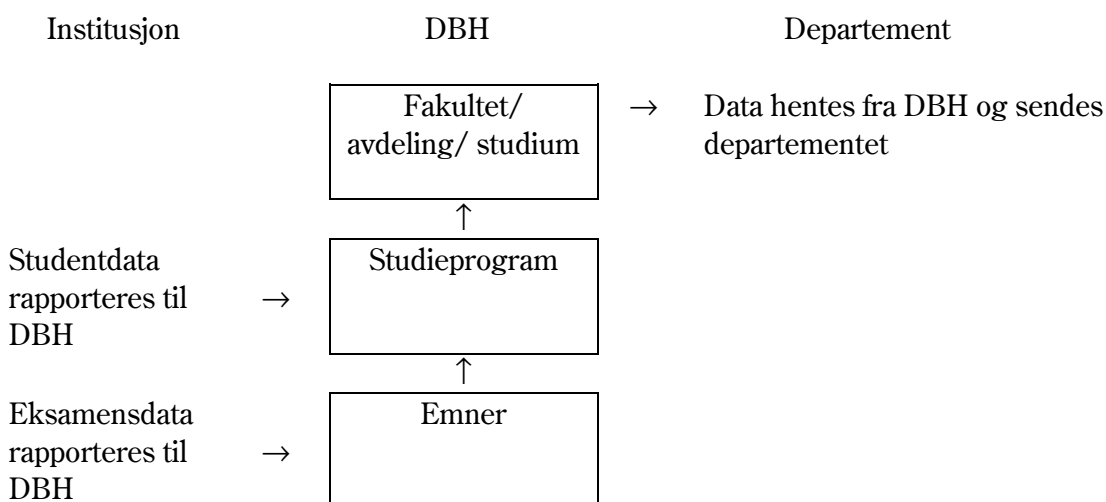 Institusjon DBH Departement
Fakultet/ → Data hentes fra DBH og sendes
avdeling/ studium departementet
↑
Studentdata Studieprogram
rapporteres til →
DBH
↑
Eksamensdata Emner
rapporteres til →
DBH